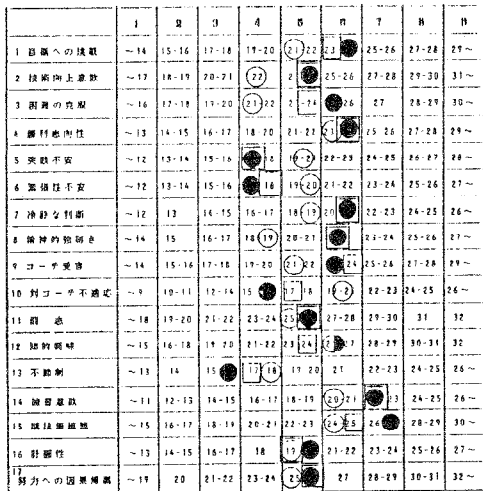 1 2 3 4 5 6 7 8 9
1 目標への挑戦 ~14 15-16 17-18 19-20 21 22 23 25-26 27-28 29~
2 技術向上意欲 ~17 18-19 20-21 22 25-26 27-28 29-30 31~
3 困難の克服 ~16 17-18 19-20 21-22 -24 26 27 28-29 30~
4 勝利志向性 ~13 14-15 16-17 18-20 21-22 25-26 27-28 29~
5 失敗不安 ~12 13-14 15-16 18 22-23 24-25 26-27 28~
6 緊張性不安 ~12 13-14 15-16 18 19-20 21-22 23-24 25-26 27~
7 冷静な判断 ~12 13 14-15 16-17 18-19 20 22-23 24-25 26~
8 精神的強靭さ ~14 15 16-17 18 19 20-21 23-24 25-26 27~
9 コーチ受容 ~14 15-16 17-18 19-20 21 22 24 25-26 27-28 29~
10 対コーチ不適応 ~9 10-11 12-14 15 17 18 19-21 22-23 24-25 26~
11 闘志 ~18 19-20 21-22 23-24 25 27-28 29-30 31 32
12 知的興味 ~15 16-18 19-20 21-22 23 24 27 28-29 30-31 32
13 不節制 ~13 14 15 17 18 19-20 21 22-23 24-25 26~
14 練習意欲 ~11 12-13 14-15 16-17 18-19 20-21 23 24-25 26~
15 ~15 16-17 18-19 20-21 22-23 24 25 26 28-29 30~
16 計画性 ~13 14-15 16-17 18 19 21-22 23-24 25-26 27~
17 努力への因果帰属 ~19 20 21-22 23-24 25 27 28-29 30-31 32~